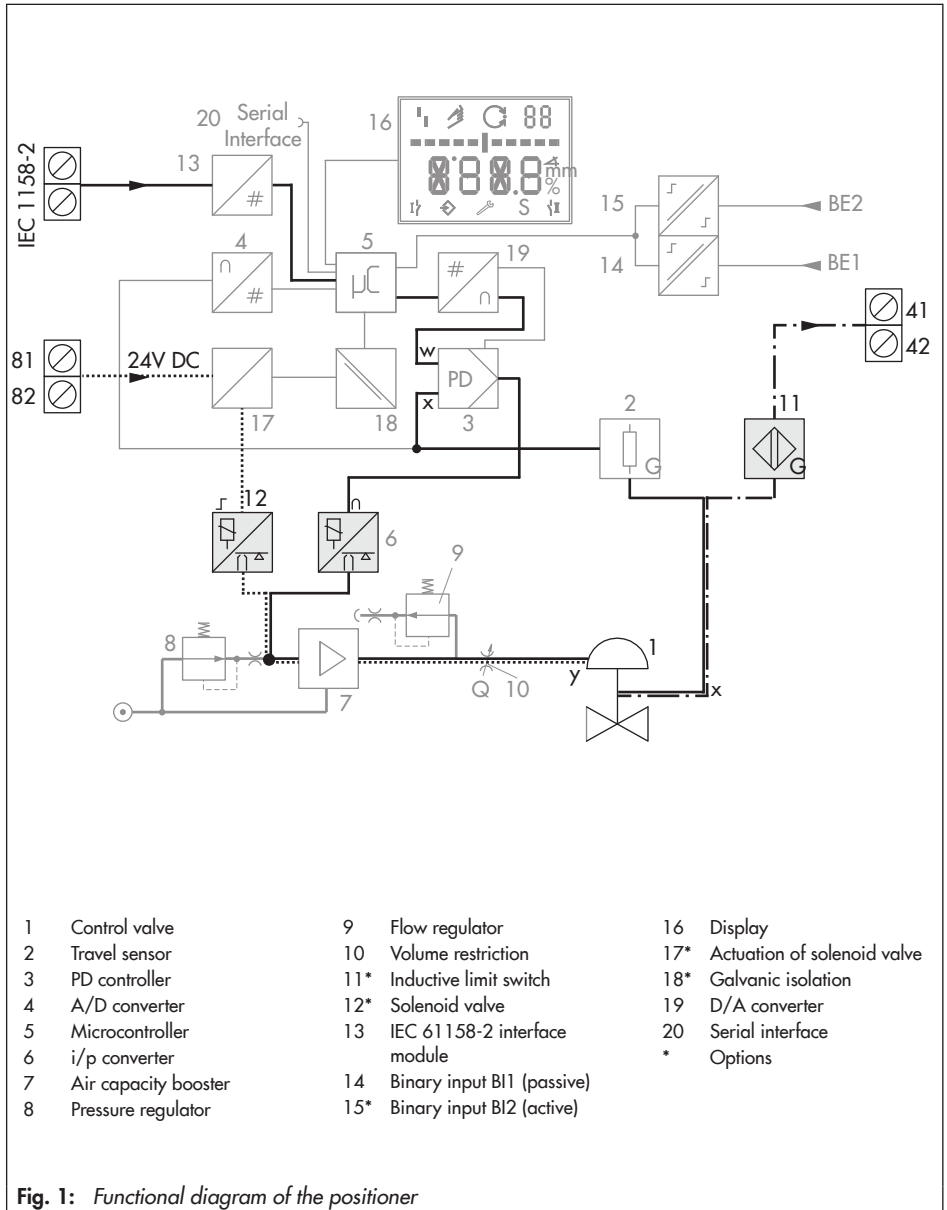 20 Serial
Interface
16
88
8.8.8.8 mm
%
S
IEC 1158-2
13
#
4
∩
#
5
µC
#
∩
19
15
BE2
14
BE1
41
42
81
82
24V DC
17
18
w
x
PD
3
2
G
11
G
12
∩
6
9
8
7
Q
10
y
1
x
1 Control valve
2 Travel sensor
3 PD controller
4 A/D converter
5 Microcontroller
6 i/p converter
7 Air capacity booster
8 Pressure regulator
9 Flow regulator
10 Volume restriction
11* Inductive limit switch
12* Solenoid valve
13 IEC 61158-2 interface
module
14 Binary input BI1 (passive)
15* Binary input BI2 (active)
16 Display
17* Actuation of solenoid valve
18* Galvanic isolation
19 D/A converter
20 Serial interface
* Options
Fig. 1: Functional diagram of the positioner